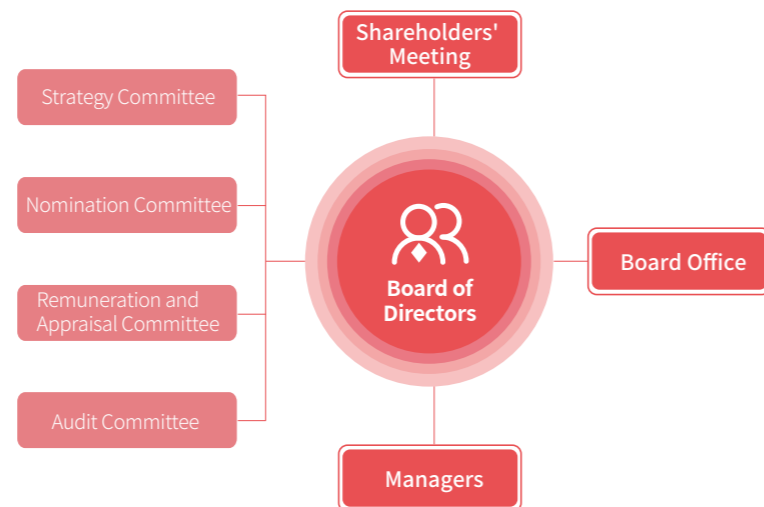 Shareholders'
Meeting
Strategy Committee
Nomination Committee
Remuneration and
Appraisal Committee
Audit Committee
Board of
Directors
Board Office
Managers